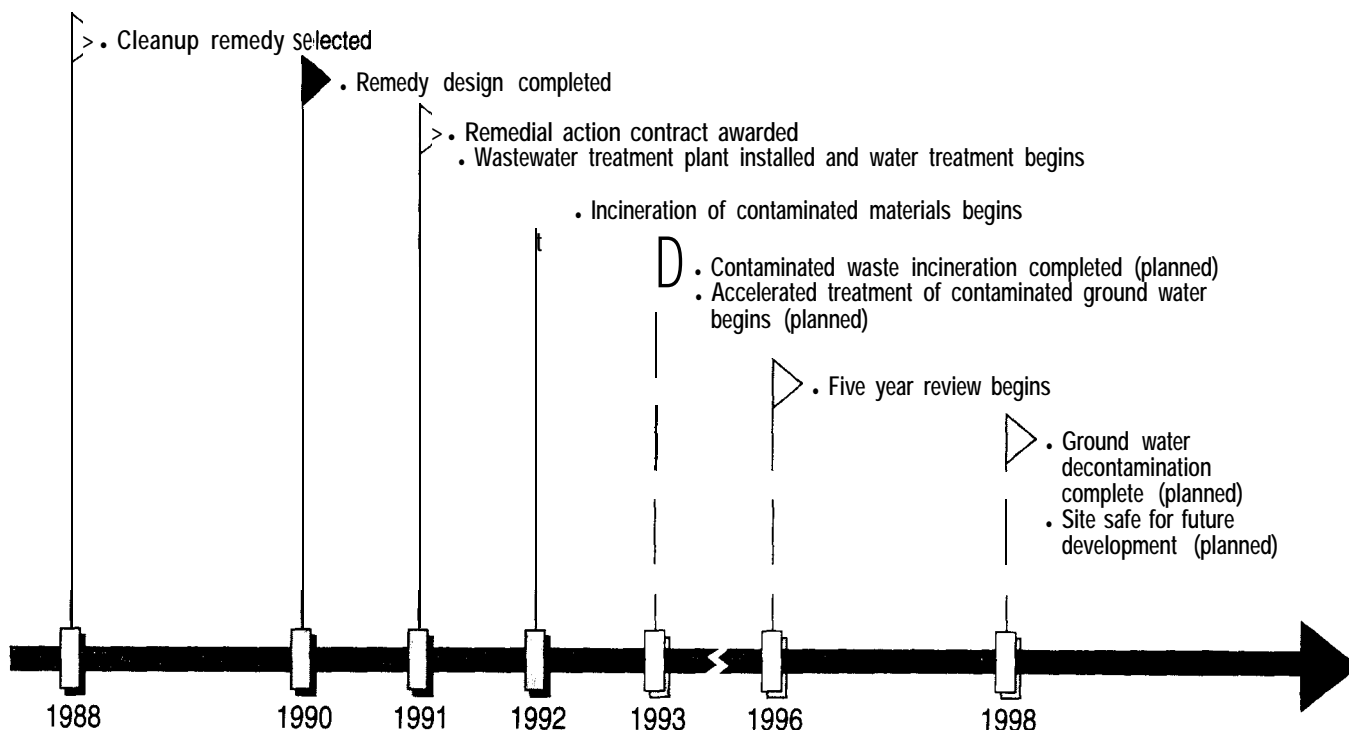 • Cleanup remedy selected
• Remedy design completed
• Remedial action contract awarded
• Wastewater treatment plant installed and water treatment begins
• Incineration of contaminated materials begins
• Contaminated waste incineration completed (planned)
• Accelerated treatment of contaminated ground water
begins (planned)
• Five year review begins
• Ground water
decontamination
complete (planned)
• Site safe for future
development (planned)
1988 1990 1991 1992 1993 1996 1998